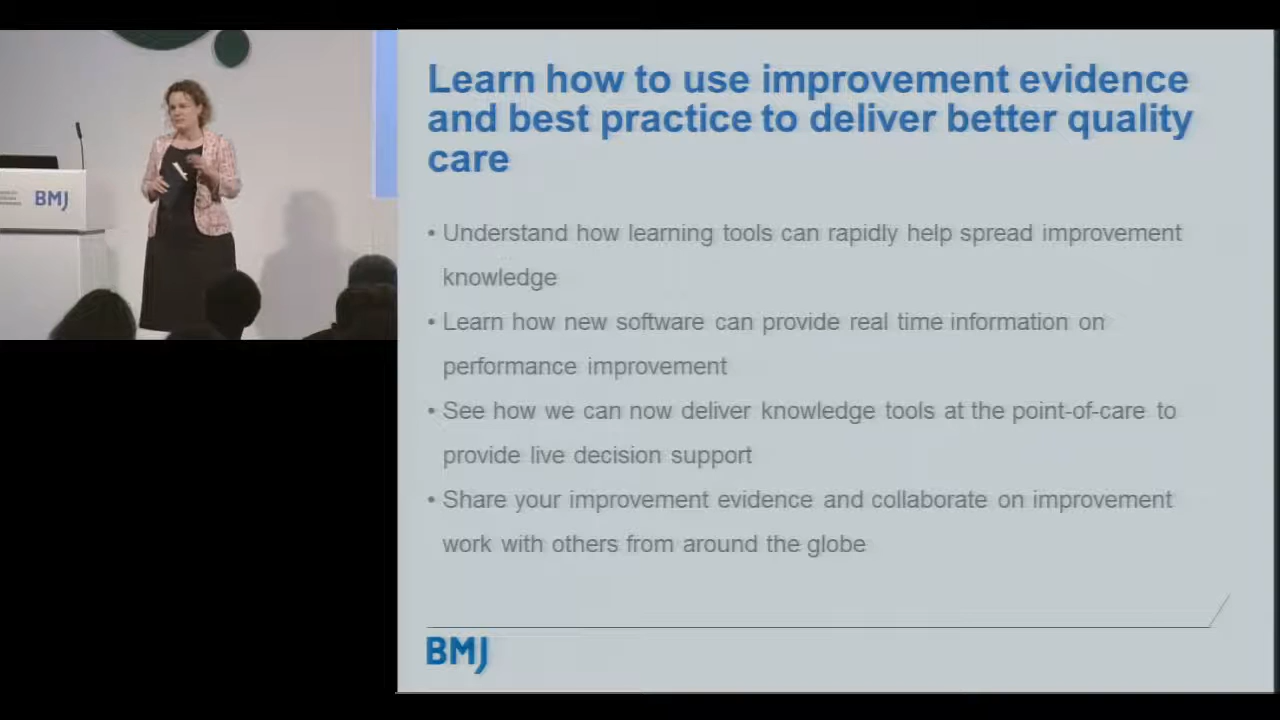 BMJ
Learn how to use improvement evidence
and best practice to deliver better quality
care
• Understand how learning tools can rapidly help spread improvement
knowledge
• Learn how new software can provide real time information on
performance improvement
• See how we can now deliver knowledge tools at the point-of-care to
provide live decision support
• Share your improvement evidence and collaborate on improvement
work with others from around the globe
BMJ